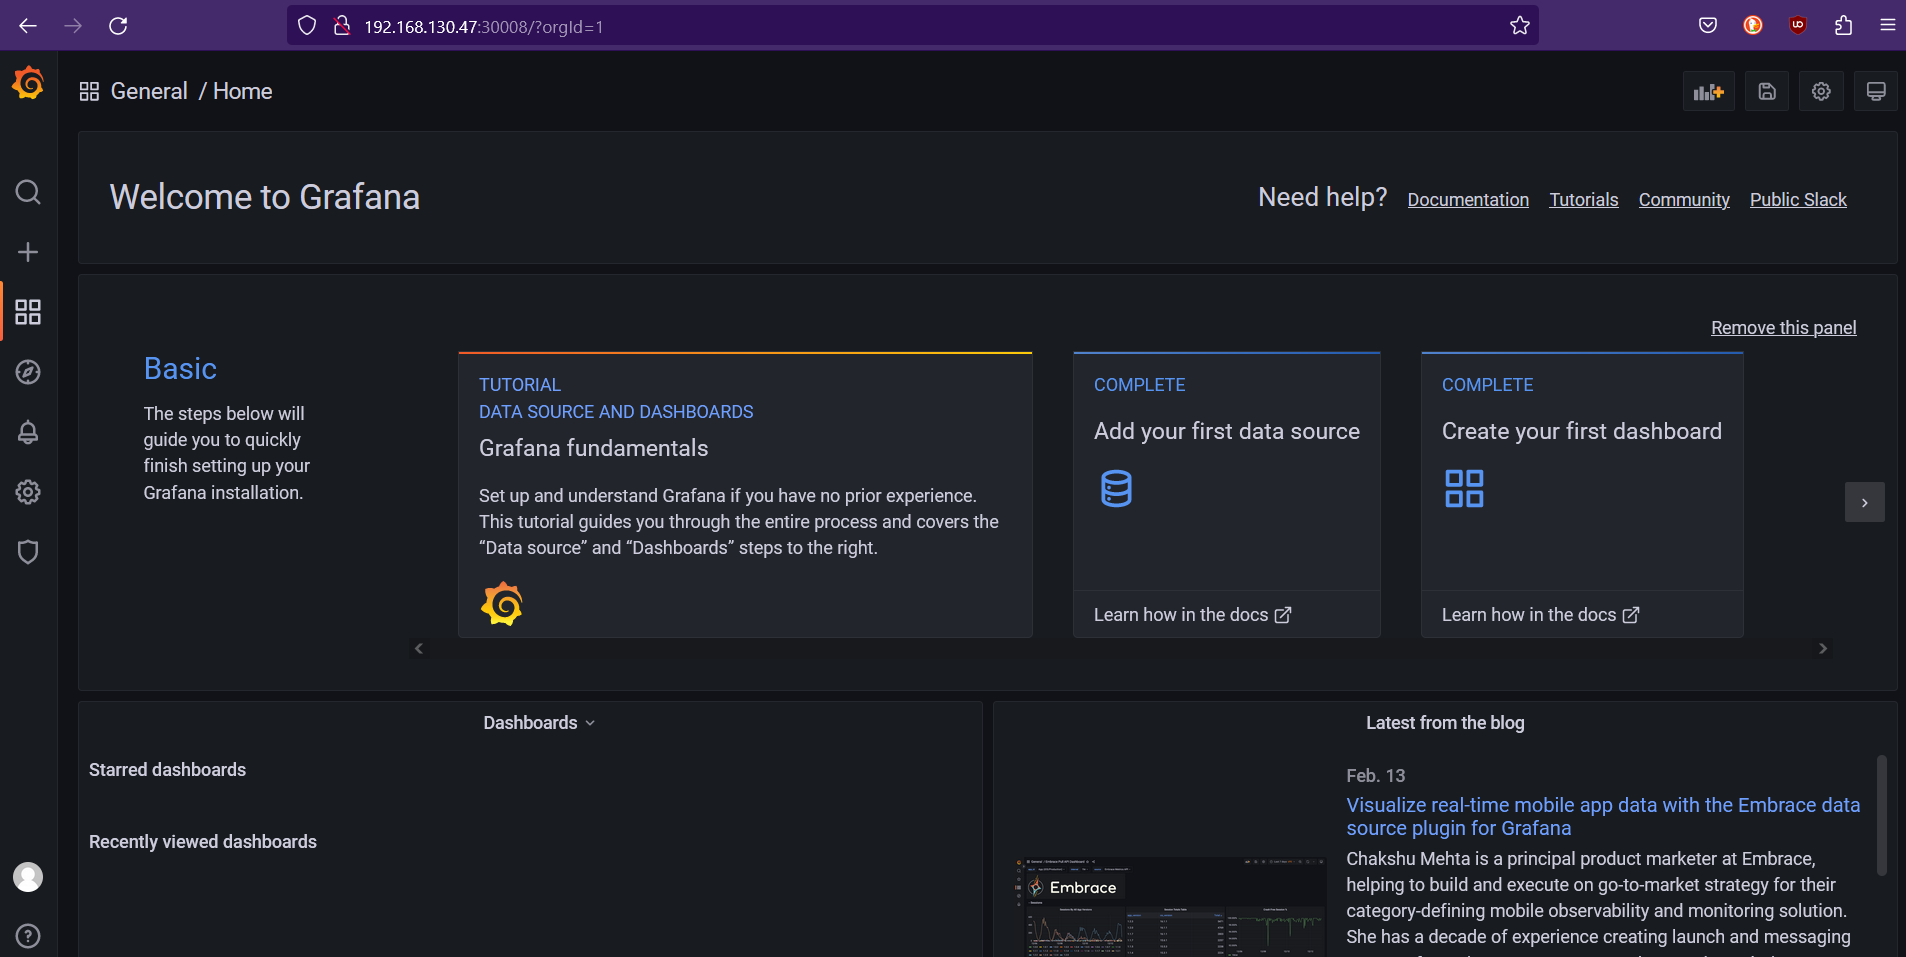 192.168.130.47:30008/?orgId=1
General / Home
Welcome to Grafana
Need help? Documentation Tutorials Community Public Slack
Remove this panel
Basic
The steps below will
guide you to quickly
finish setting up your
Grafana installation.
TUTORIAL
DATA SOURCE AND DASHBOARDS
Grafana fundamentals
Set up and understand Grafana if you have no prior experience.
This tutorial guides you through the entire process and covers the
“Data source” and “Dashboards” steps to the right.
COMPLETE
Add your first data source
Learn how in the docs
COMPLETE
Create your first dashboard
Learn how in the docs
Dashboards
Starred dashboards
Recently viewed dashboards
Latest from the blog
Feb. 13
Visualize real-time mobile app data with the Embrace data
source plugin for Grafana
Chakshu Mehta is a principal product marketer at Embrace,
helping to build and execute on go-to-market strategy for their
category-defining mobile observability and monitoring solution.
She has a decade of experience creating launch and messaging
Embrace